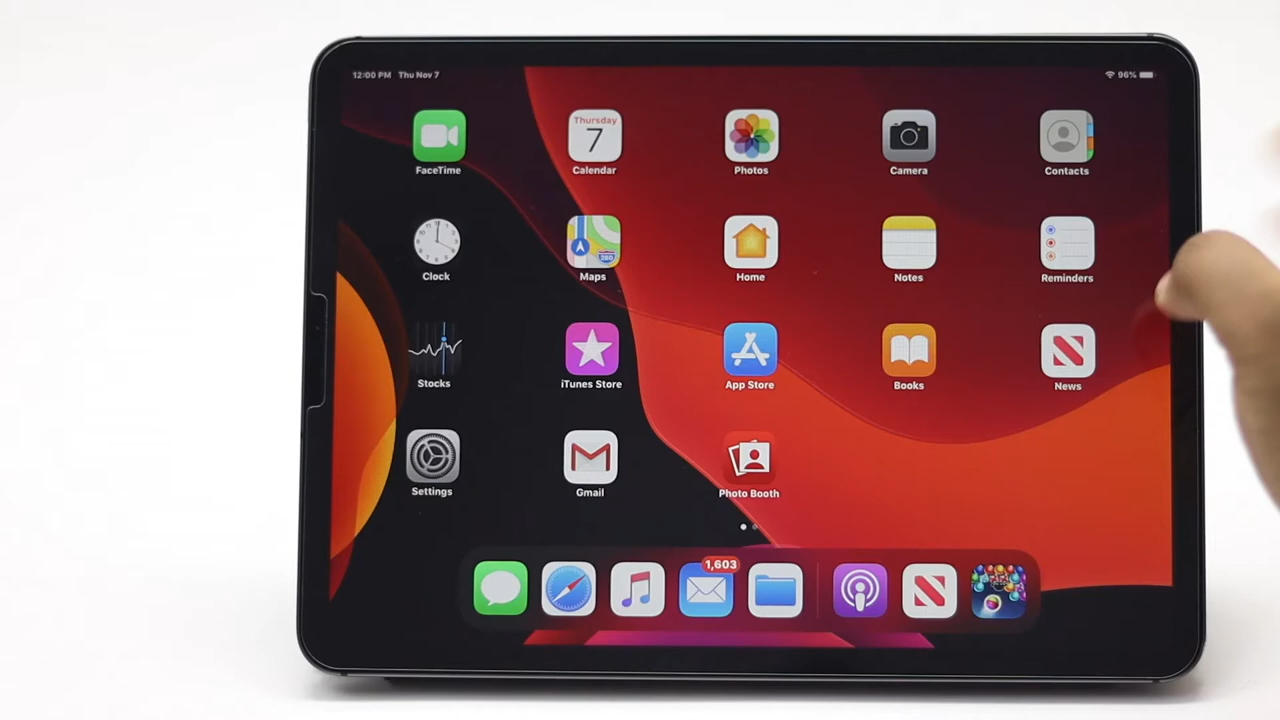 12:00 PM Thu Nov 7
96%
Thursday
7
FaceTime
Calendar
Photos
Camera
Contacts
280
Clock
Maps
Home
Notes
Reminders
Stocks
iTunes Store
App Store
Books
News
Settings
Gmail
Photo Booth
1,603